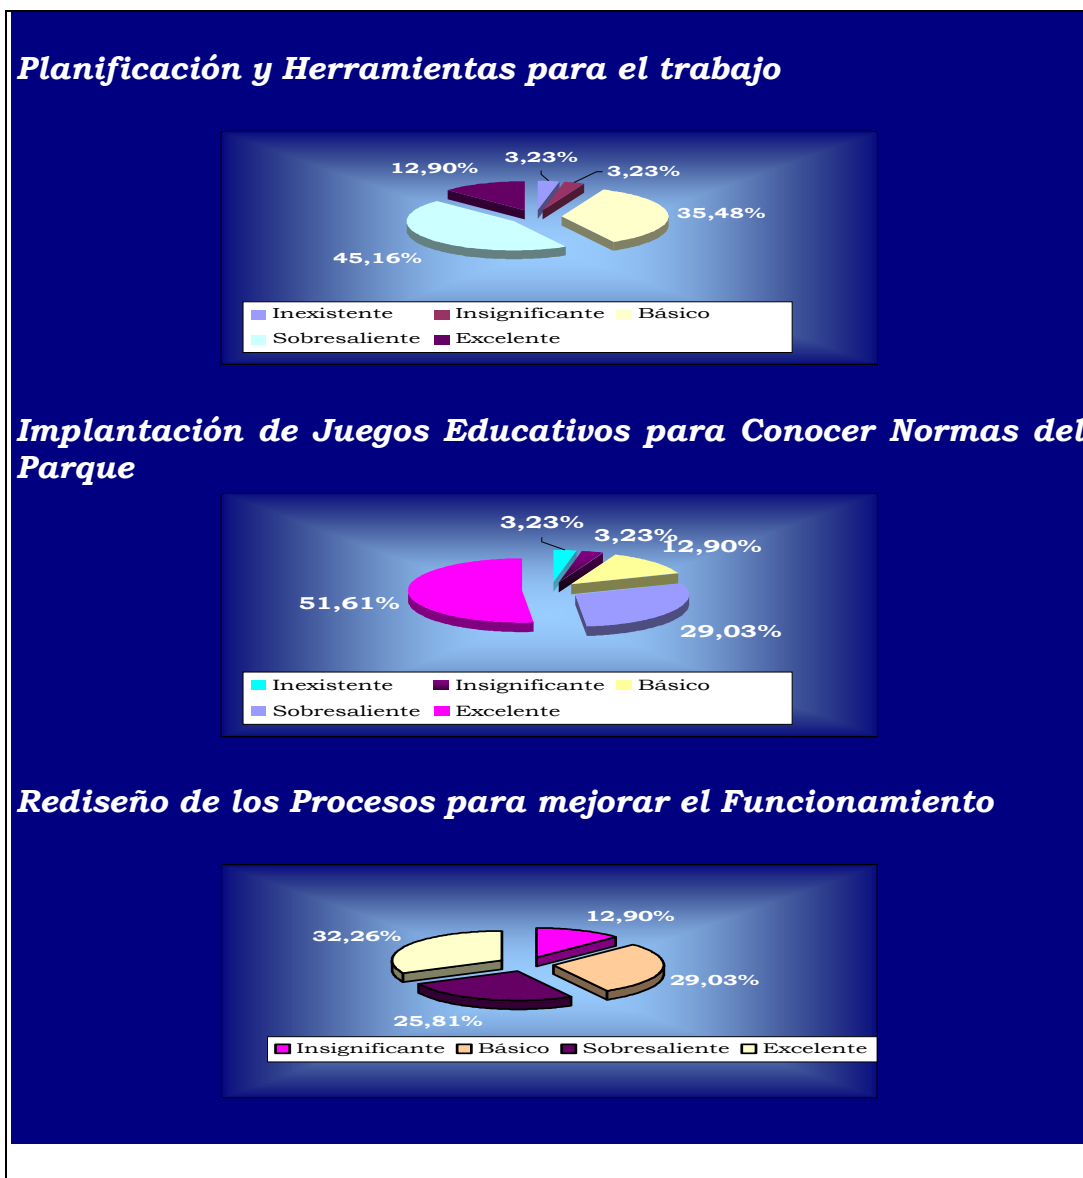 Planificación y Herramientas para el trabajo
12,90%
3,23%
3,23%
35,48%
45,16%
Inexistente Insignificante Básico
Sobresaliente Excelente
Implantación de Juegos Educativos para Conocer Normas del
Parque
3,23%
3,23%
12,90%
51,61%
29,03%
Inexistente Insignificante Básico
Sobresaliente Excelente
Rediseño de los Procesos para mejorar el Funcionamiento
12,90%
32,26%
29,03%
25,81%
Insignificante Básico Sobresaliente Excelente